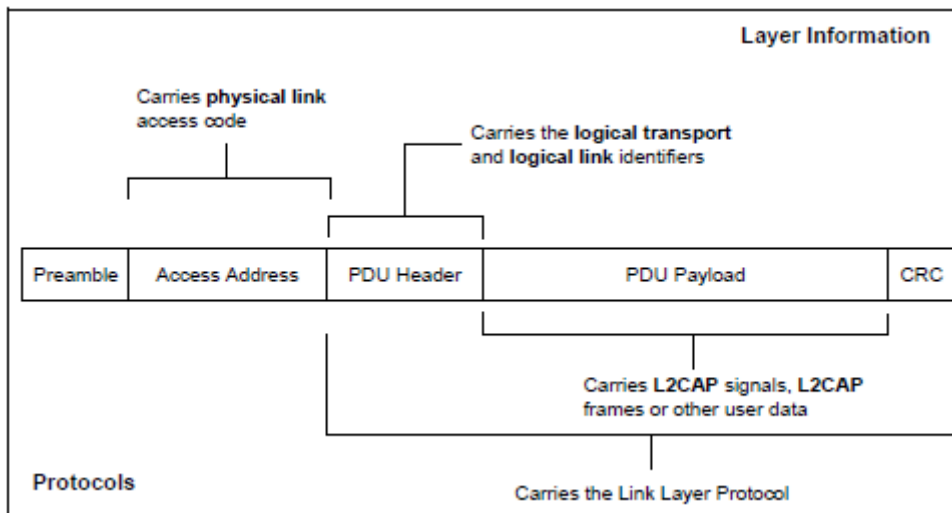 Layer Information
Carries physical link
access code
Carries the logical transport
and logical link identifiers
Preamble
Access Address
PDU Header
PDU Payload
CRC
Carries L2CAP signals, L2CAP
frames or other user data
Protocols
Carries the Link Layer Protocol